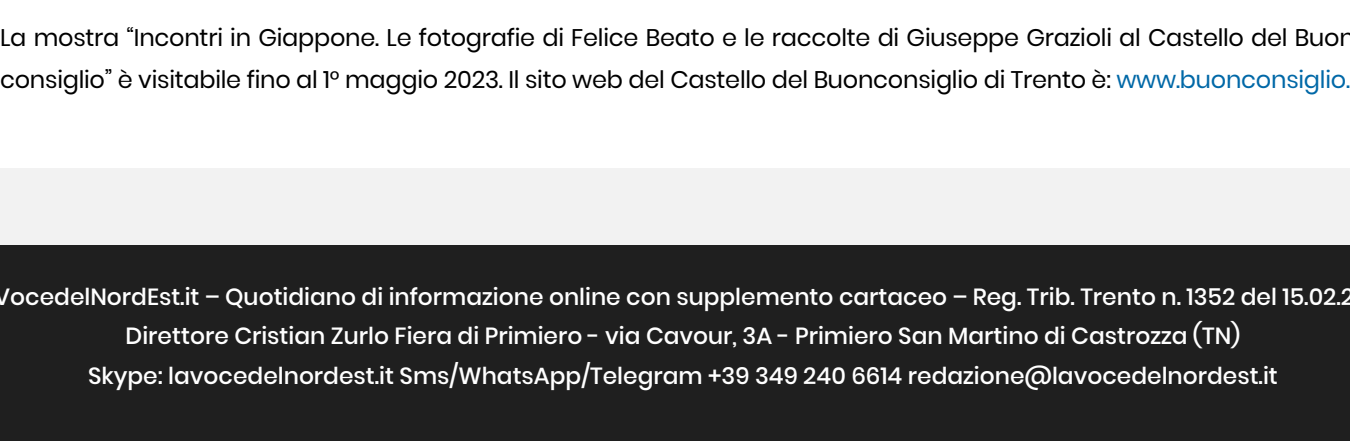 La mostra “Incontri in Giappone. Le fotografie di Felice Beato e le raccolte di Giuseppe Grazioli al Castello del Buon
consiglio” è visitabile fino al 1° maggio 2023. Il sito web del Castello del Buonconsiglio di Trento è: www.buonconsiglio.
VocedelNordEst.it – Quotidiano di informazione online con supplemento cartaceo – Reg. Trib. Trento n. 1352 del 15.02.2
Direttore Cristian Zurlo Fiera di Primiero - via Cavour, 3A - Primiero San Martino di Castrozza (TN)
Skype: lavocedelnordest.it Sms/WhatsApp/Telegram +39 349 240 6614 redazione@lavocedelnordest.it